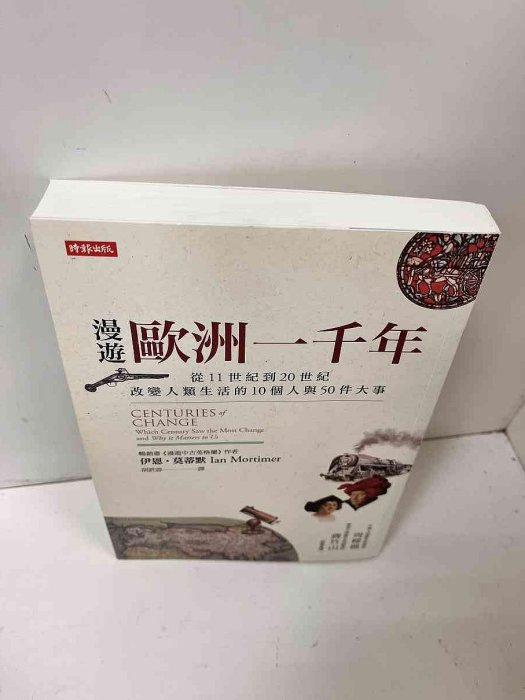 時報出版
漫遊
歐洲一千年
從11世紀到20世紀
改變人類生活的10個人與50件大事
CENTURIES of
CHANGE
Which Century Saw the Most Change
and Why it Matters to Us
暢銷書《漫遊中古英格蘭》作者
伊恩・莫蒂默 Ian Mortimer